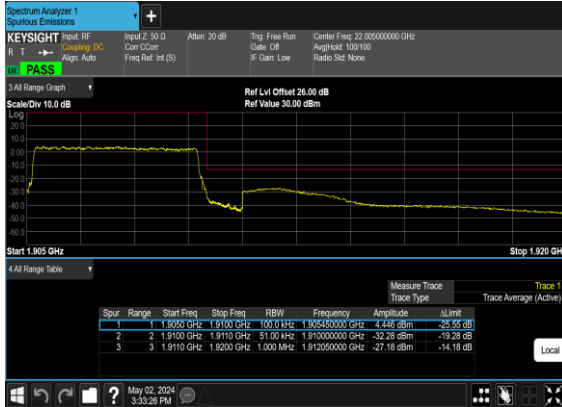 Spectrum Analyzer 1
Spurious Emissions
+
KEYSIGHT Input: RF Input Z: 50 Ω Atten: 20 dB Trig: Free Run Center Freq: 22.005000000 GHz
R T Coupling: DC Corr CCorr Gate: Off Avg|Hold: 100/100
Align: Auto Freq Ref: Int (S) IF Gain: Low Radio Std: None
PASS
3 All Range Graph
Ref Lvl Offset 26.00 dB
Scale/Div 10.0 dB Ref Value 30.00 dBm
Log
20.0
10.0
0.00
-10.0
-20.0
-30.0
-40.0
-50.0
-60.0
Start 1.905 GHz Stop 1.920 GH
4 All Range Table
Measure Trace Trace 1
Trace Type Trace Average (Active)
Spur Range Start Freq Stop Freq RBW Frequency Amplitude ΔLimit
1 1 1.9050 GHz 1.9100 GHz 100.0 kHz 1.905450000 GHz 4.446 dBm -25.55 dB
2 2 1.9100 GHz 1.9110 GHz 51.00 kHz 1.910000000 GHz -32.28 dBm -19.28 dB
3 3 1.9110 GHz 1.9200 GHz 1.000 MHz 1.912050000 GHz -27.18 dBm -14.18 dB
Local
?
May 02, 2024
3:33:26 PM